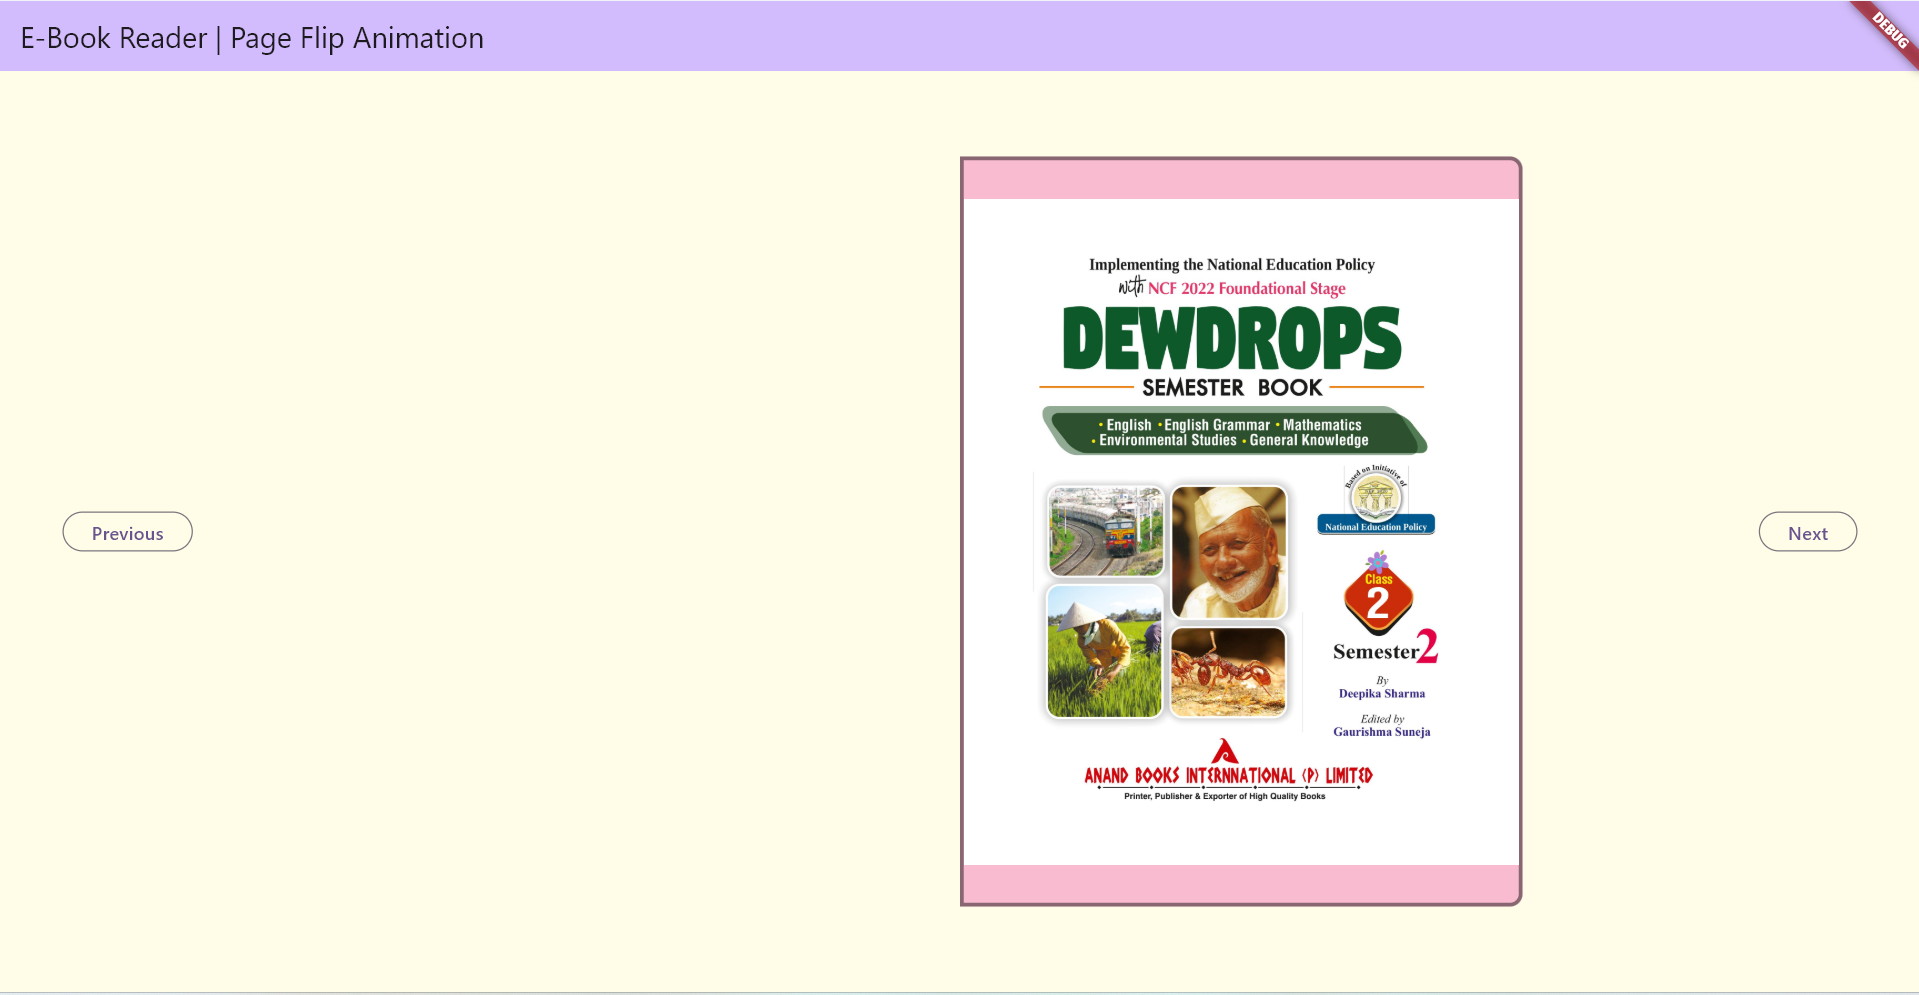 E-Book Reader | Page Flip Animation
DEBUG
Implementing the National Education Policy
with NCF 2022 Foundational Stage
DEWDROPS
SEMESTER BOOK
• English • English Grammar • Mathematics
• Environmental Studies • General Knowledge
Based on Initiative of
National Education Policy
Class
2
Semester 2
By
Deepika Sharma
Edited by
Gaurishma Suneja
ANAND BOOKS INTERNNATIONAL (P) LIMITED
Printer, Publisher & Exporter of High Quality Books
Previous
Next